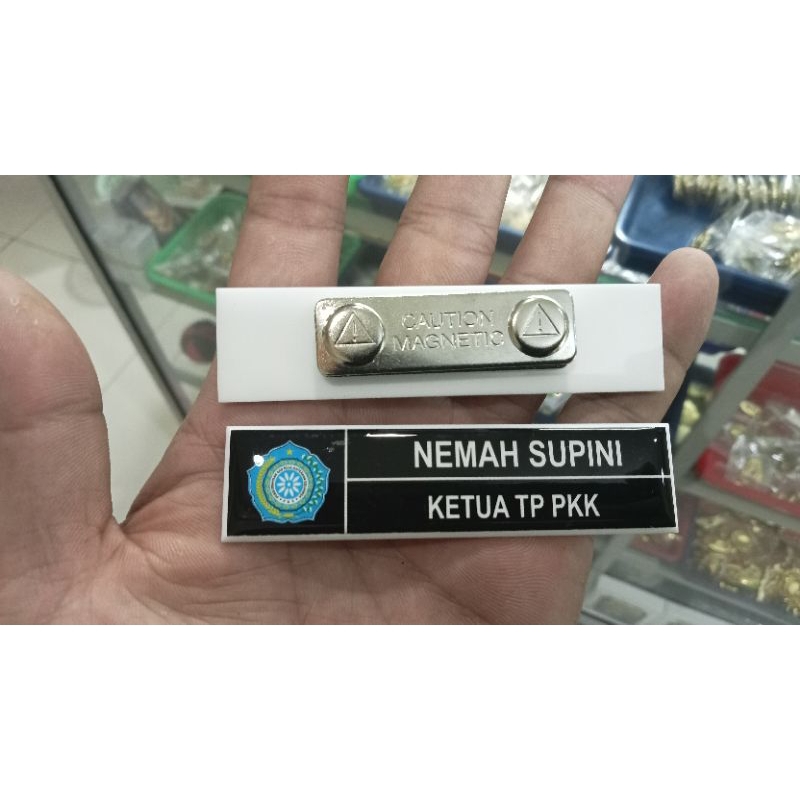 CAUTION
MAGNETIC
NEMAH SUPINI
KETUA TP PKK